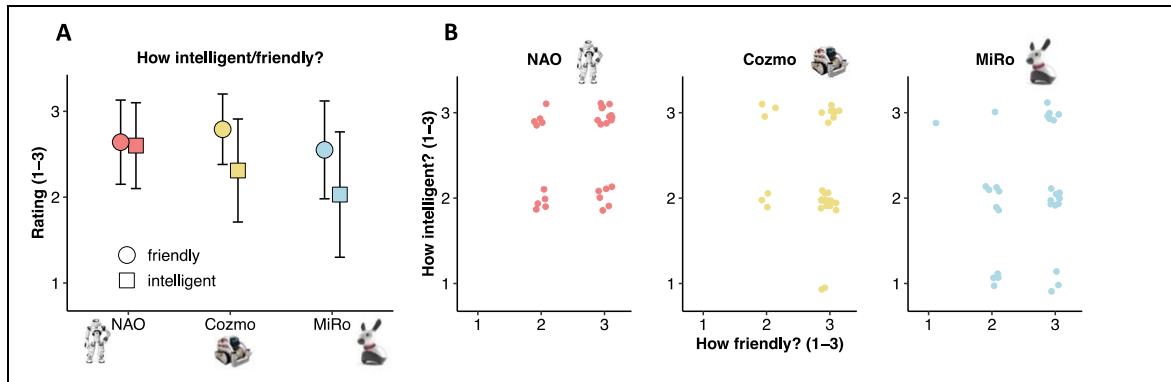 A
How intelligent/friendly?
Rating (1–3)
3
2
1
friendly
intelligent
NAO
Cozmo
MiRo
B
NAO
Cozmo
MiRo
How intelligent? (1–3)
3
2
1
1 2 3
1 2 3
1 2 3
How friendly? (1–3)